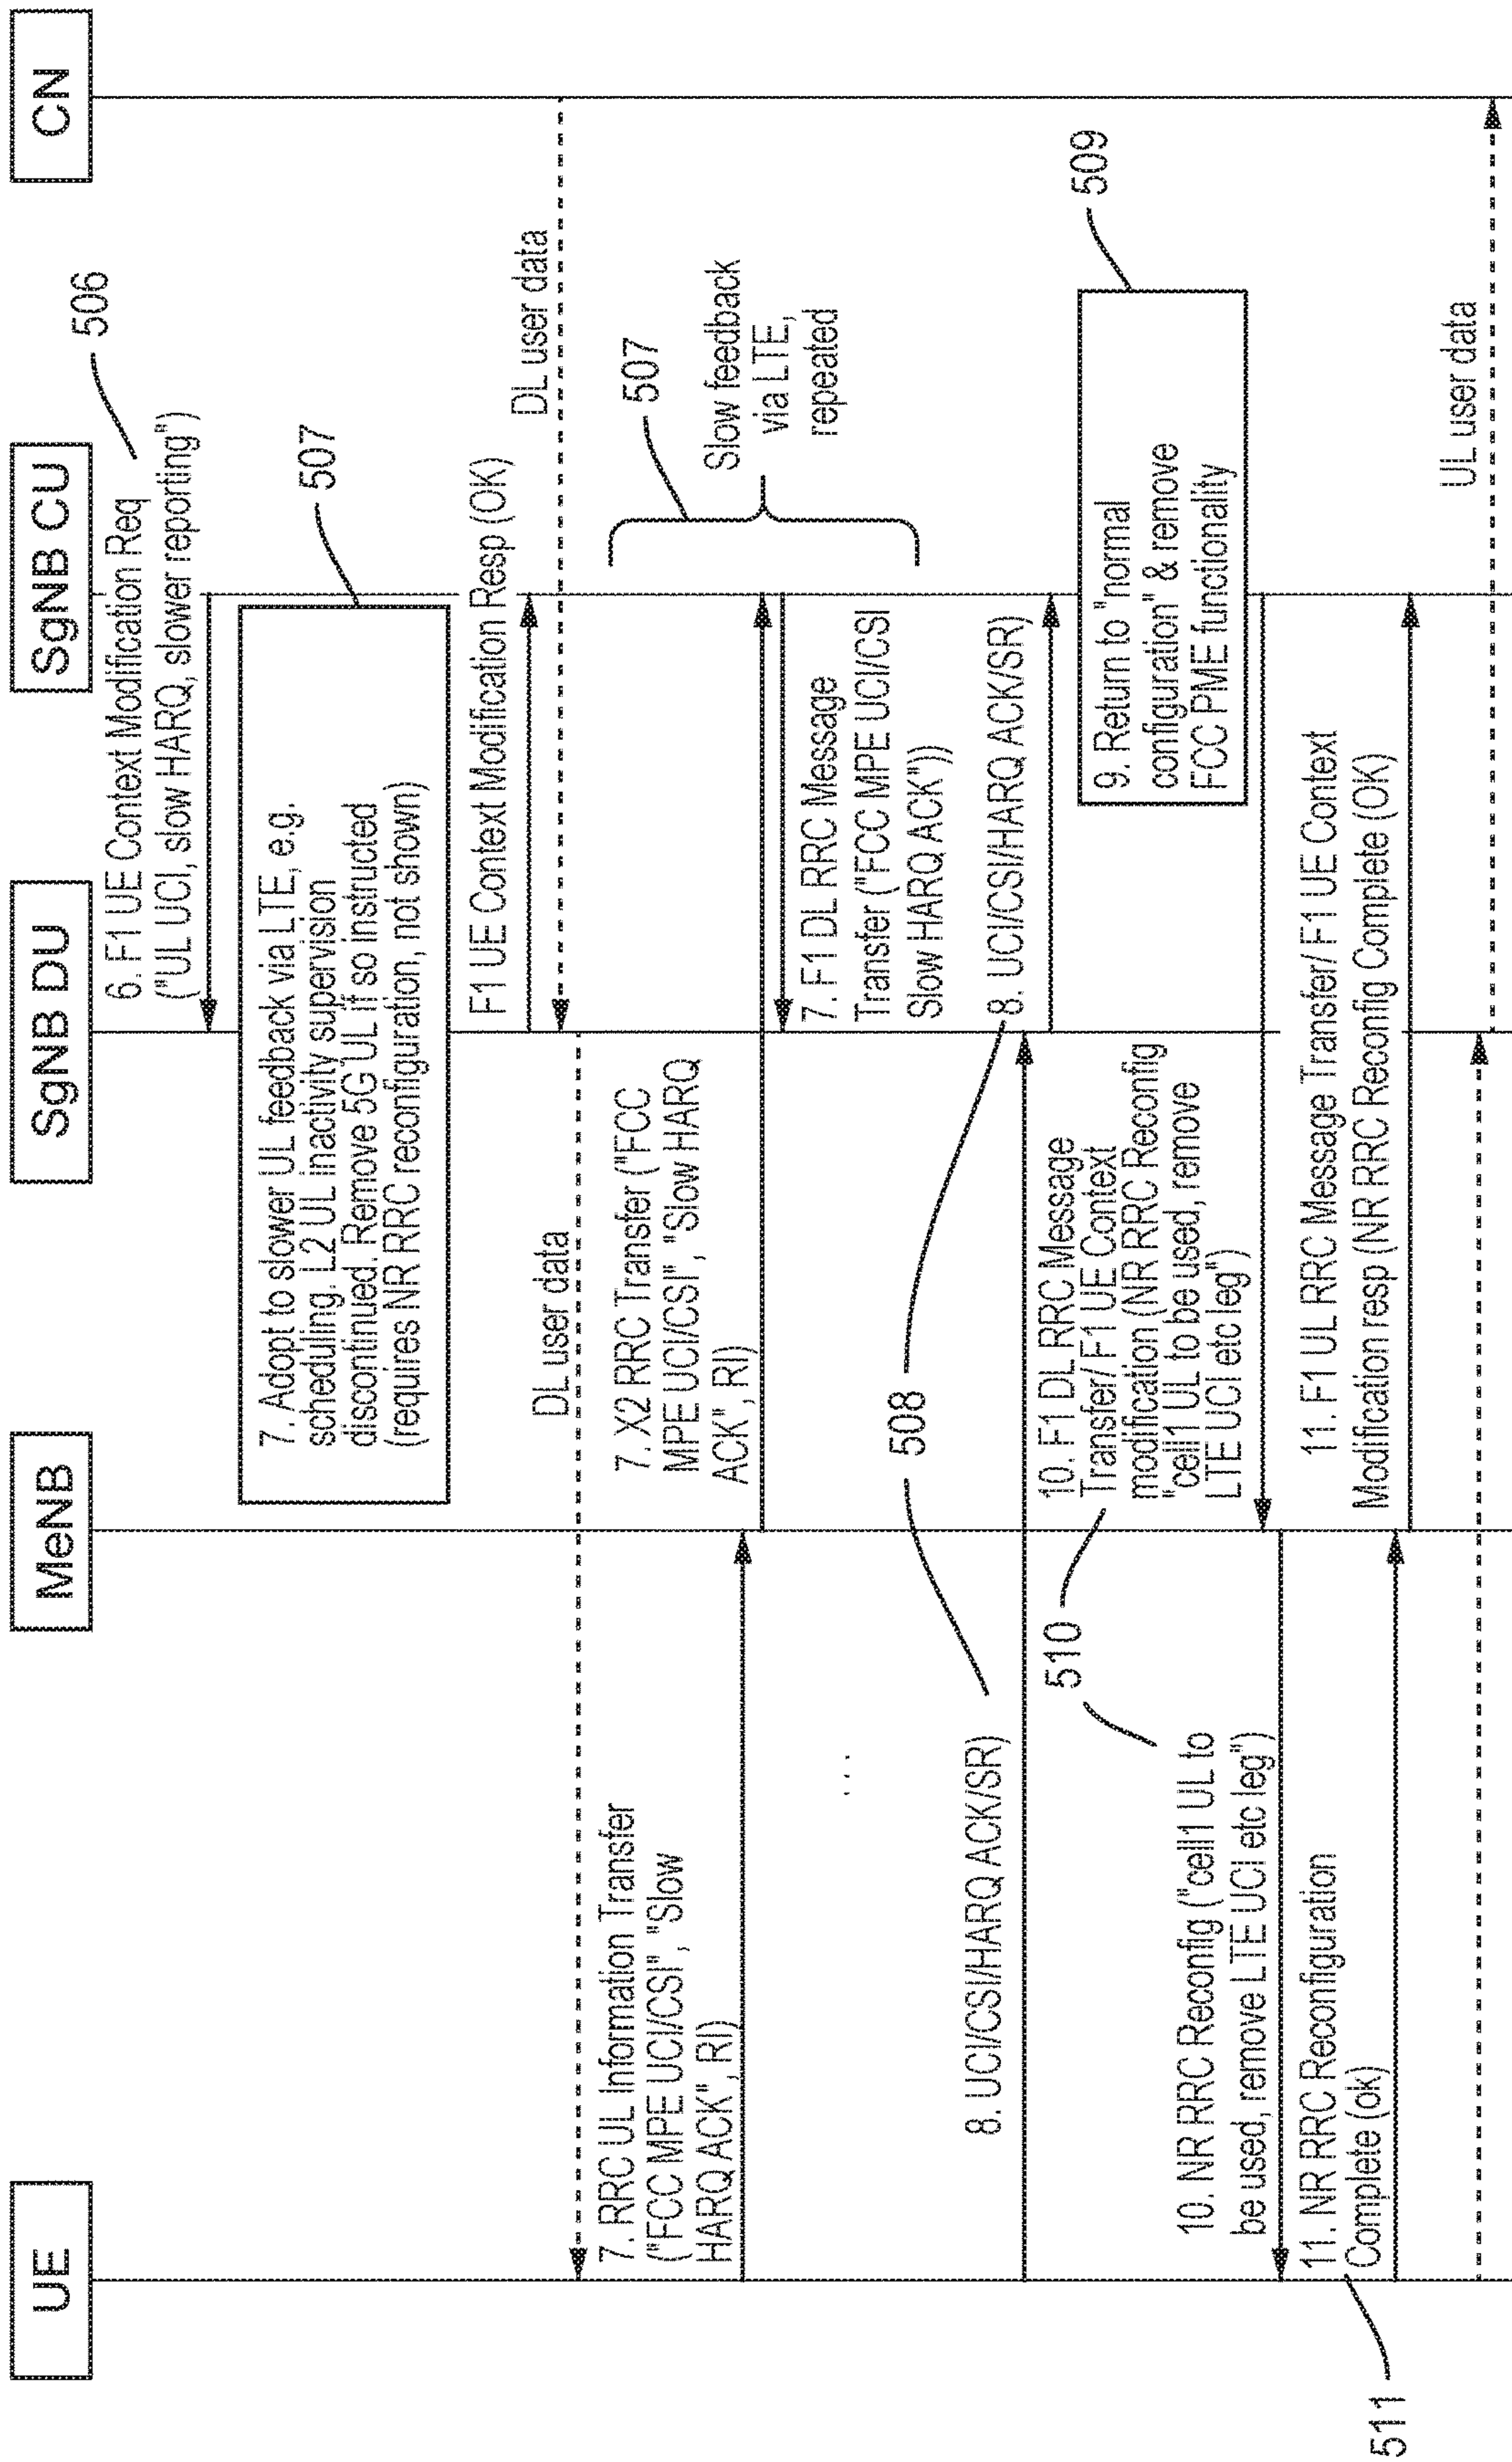 UE
MeNB
SgNB DU
SgNB CU
CN
6. F1 UE Context Modification Req
("UL UCI, slow HARQ, slower reporting")
506
7. Adopt to slower UL feedback via LTE, e.g.
scheduling. L2 UL inactivity supervision
discontinued. Remove 5G UL iff so instructed
(requires NR RRC reconfiguration, not shown)
507
F1 UE Context Modification Resp (OK)
DL user data
DL user data
7. RRC UL Information Transfer
("FCC MPE UCI/CSI", "Slow
HARQ ACK", RI)
7. X2 RRC Transfer ("FCC
MPE UCI/CSI", "Slow HARQ
ACK", RI)
507
Slow feedback
via LTE,
repeated
7. F1 DL RRC Message
Transfer ("FCC MPE UCI/CSI
Slow HARQ ACK"))
...
508
8. UCI/CSI/HARQ ACK/SR)
8. UCI/CSI/HARQ ACK/SR)
509
9. Return to "normal
configuration" & remove
FCC PME functionality
510
10. F1 DL RRC Message
Transfer/ F1 UE Context
modification (NR RRC Reconfig
"cell1 UL to be used, remove
LTE UCI etc leg")
10. NR RRC Reconfig ("cell1 UL to
be used, remove LTE UCI etc leg")
11. NR RRC Reconfiguration
Complete (ok)
511
11. F1 UL RRC Message Transfer/ F1 UE Context
Modification resp (NR RRC Reconfig Complete (OK)
UL user data